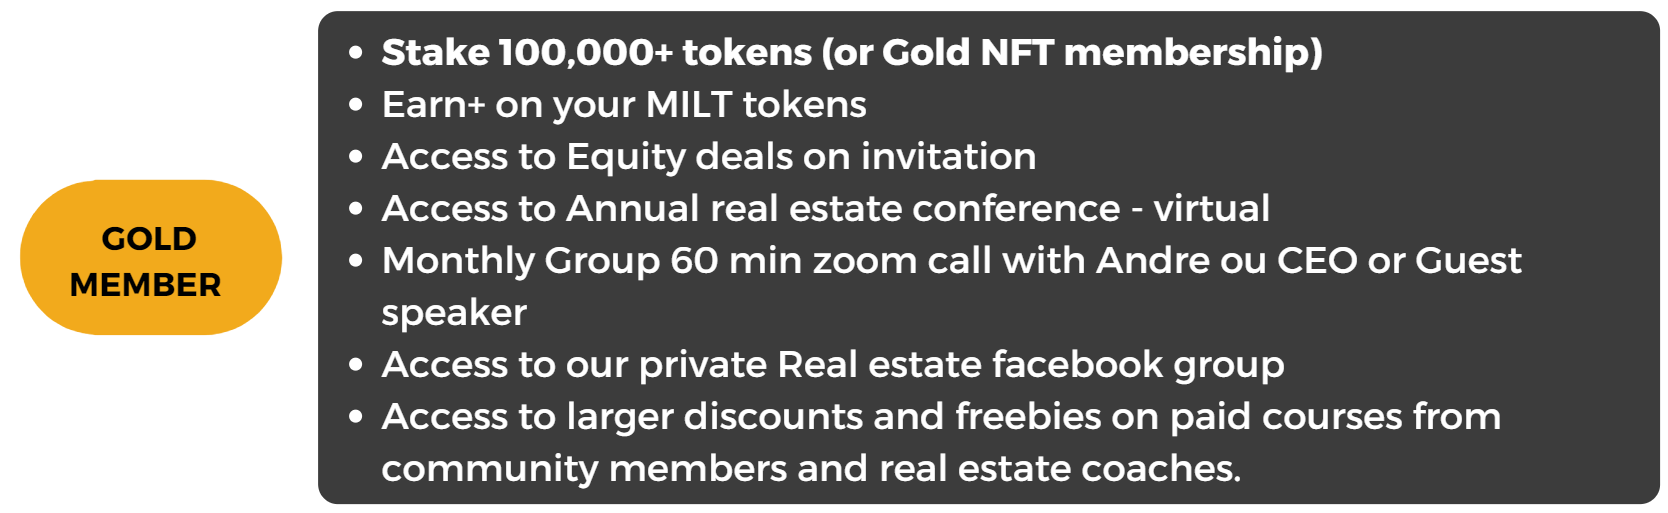 GOLD
MEMBER
• Stake 100,000+ tokens (or Gold NFT membership)
• Earn+ on your MILT tokens
• Access to Equity deals on invitation
• Access to Annual real estate conference - virtual
• Monthly Group 60 min zoom call with Andre ou CEO or Guest
speaker
• Access to our private Real estate facebook group
• Access to larger discounts and freebies on paid courses from
community members and real estate coaches.